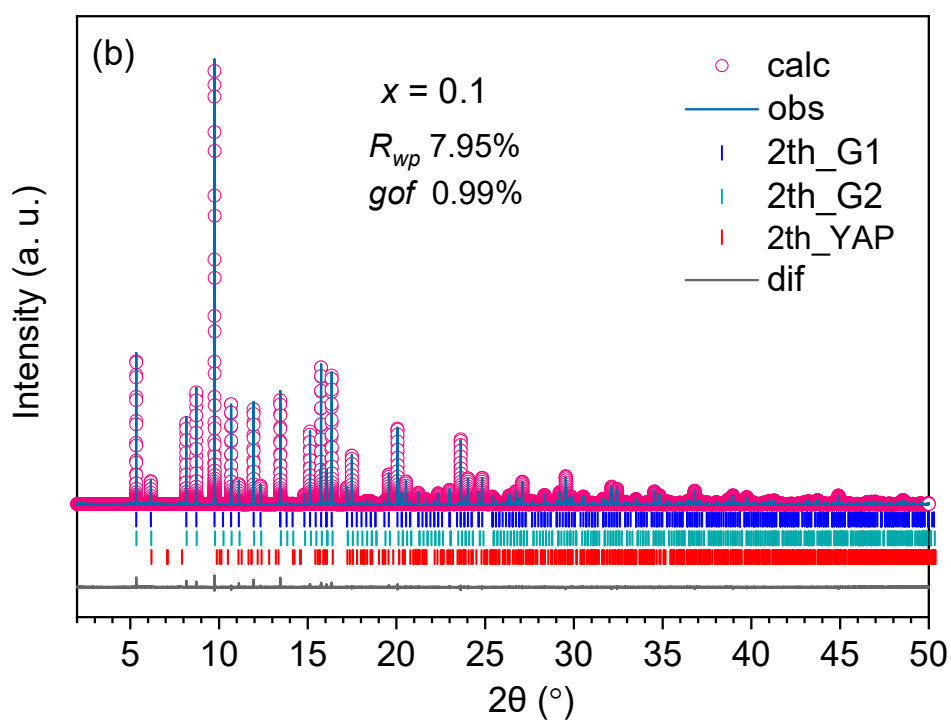 (b)
x = 0.1
R_wp 7.95%
gof 0.99%
calc
obs
2th_G1
2th_G2
2th_YAP
dif
Intensity (a. u.)
5 10 15 20 25 30 35 40 45 50
2θ (°)